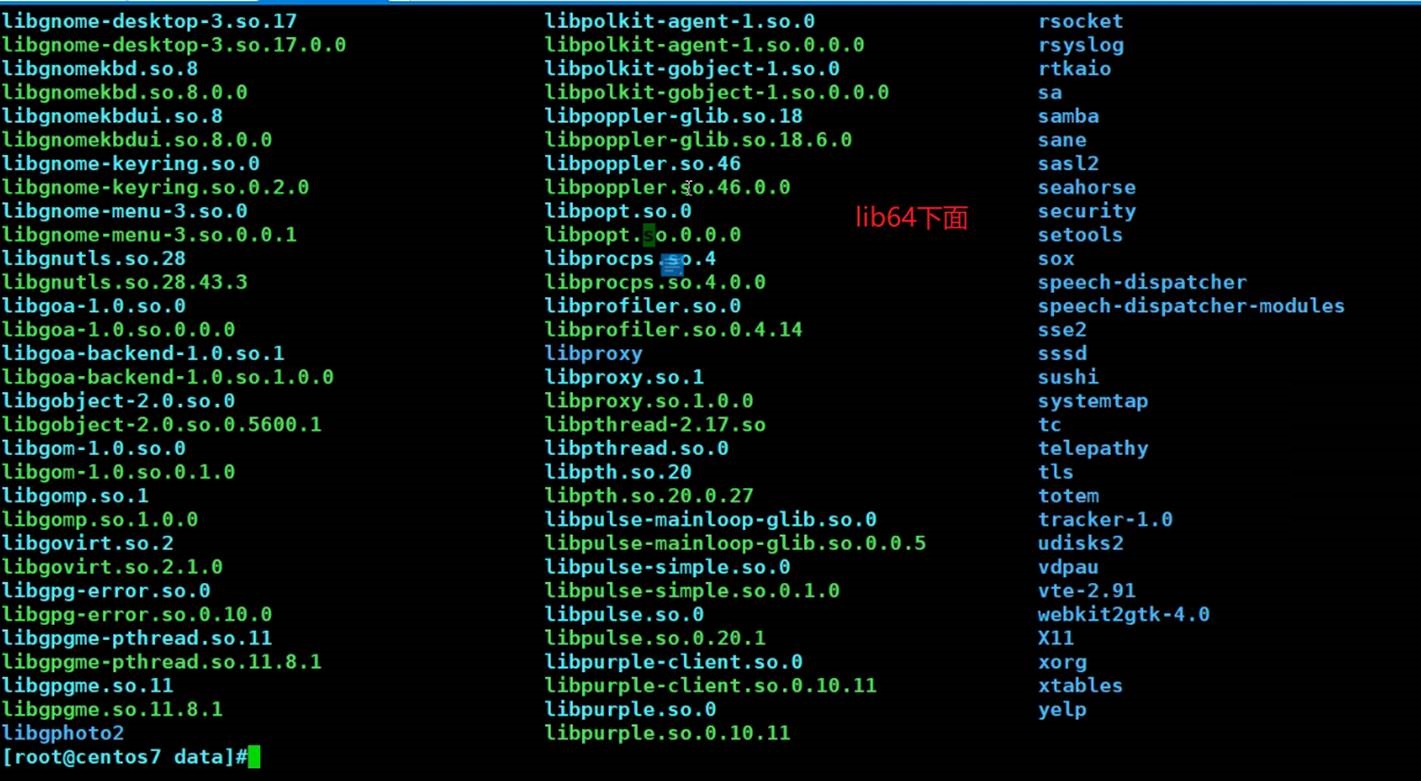 libgnome-desktop-3.so.17 libpolkit-agent-1.so.0 rsocket
libgnome-desktop-3.so.17.0.0 libpolkit-agent-1.so.0.0.0 rsyslog
libgnomekbd.so.8 libpolkit-gobject-1.so.0 rtkaio
libgnomekbd.so.8.0.0 libpolkit-gobject-1.so.0.0.0 sa
libgnomekbdui.so.8 libpoppler-glib.so.18 samba
libgnomekbdui.so.8.0.0 libpoppler-glib.so.18.6.0 sane
libgnome-keyring.so.0 libpoppler.so.46 sasl2
libgnome-keyring.so.0.2.0 libpoppler.so.46.0.0 seahorse
libgnome-menu-3.so.0 libpopt.so.0 lib64下面 security
libgnome-menu-3.so.0.0.1 libpopt.so.0.0.0 setools
libgnutls.so.28 libprocps.so.4 sox
libgnutls.so.28.43.3 libprocps.so.4.0.0 speech-dispatcher
libgoa-1.0.so.0 libprofiler.so.0 speech-dispatcher-modules
libgoa-1.0.so.0.0.0 libprofiler.so.0.4.14 sse2
libgoa-backend-1.0.so.1 libproxy sssd
libgoa-backend-1.0.so.1.0.0 libproxy.so.1 sushi
libgobject-2.0.so.0 libproxy.so.1.0.0 systemtap
libgobject-2.0.so.0.5600.1 libpthread-2.17.so tc
libgom-1.0.so.0 libpthread.so.0 telepathy
libgom-1.0.so.0.1.0 libpth.so.20 tls
libgomp.so.1 libpth.so.20.0.27 totem
libgomp.so.1.0.0 libpulse-mainloop-glib.so.0 tracker-1.0
libgovirt.so.2 libpulse-mainloop-glib.so.0.0.5 udisks2
libgovirt.so.2.1.0 libpulse-simple.so.0 vdpau
libgpg-error.so.0 libpulse-simple.so.0.1.0 vte-2.91
libgpg-error.so.0.10.0 libpulse.so.0 webkit2gtk-4.0
libgpgme-pthread.so.11 libpulse.so.0.20.1 X11
libgpgme-pthread.so.11.8.1 libpurple-client.so.0 xorg
libgpgme.so.11 libpurple-client.so.0.10.11 xtables
libgpgme.so.11.8.1 libpurple.so.0 yelp
libgphoto2 libpurple.so.0.10.11
[root@centos7 data]#